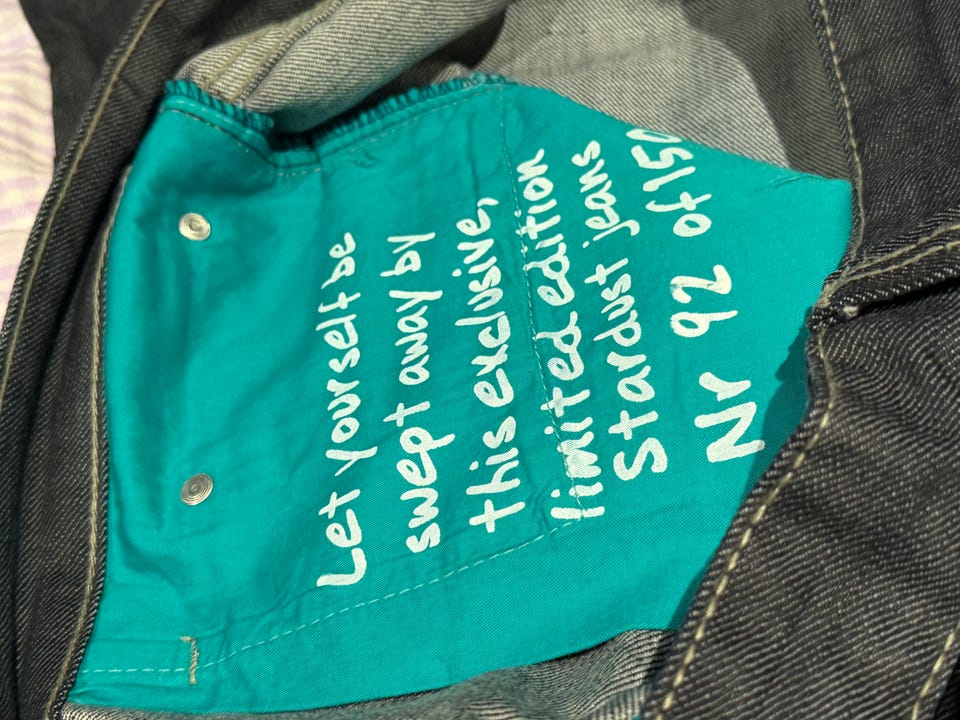 Let yourself be
swept away by
this exclusive,
limited edition
Stardust jeans
Nr 92 of 150